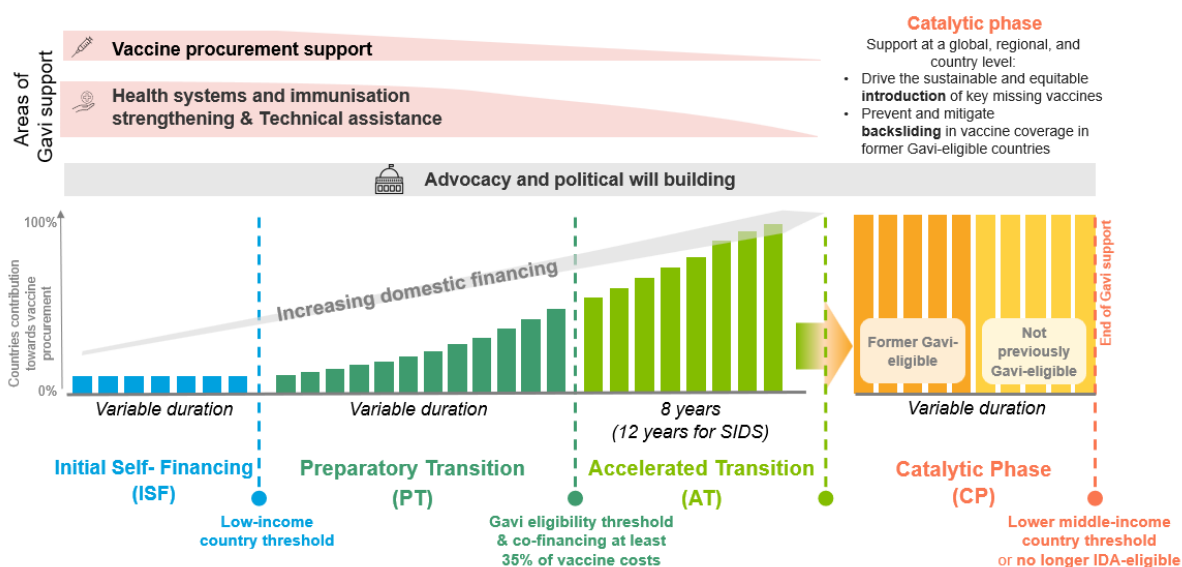 Areas of
Gavi support
Vaccine procurement support
Health systems and immunisation
strengthening & Technical assistance
Catalytic phase
Support at a global, regional, and
country level:
• Drive the sustainable and equitable
introduction of key missing vaccines
• Prevent and mitigate
backsliding in vaccine coverage in
former Gavi-eligible countries
Advocacy and political will building
Countries contribution
towards vaccine
procurement
100%
0%
Increasing domestic financing
Former Gavi-
eligible
Not
previously
Gavi-eligible
End of Gavi support
Variable duration
Variable duration
8 years
(12 years for SIDS)
Variable duration
Initial Self- Financing
(ISF)
Preparatory Transition
(PT)
Accelerated Transition
(AT)
Catalytic Phase
(CP)
Low-income
country threshold
Gavi eligibility threshold
& co-financing at least
35% of vaccine costs
Lower middle-income
country threshold
or no longer IDA-eligible